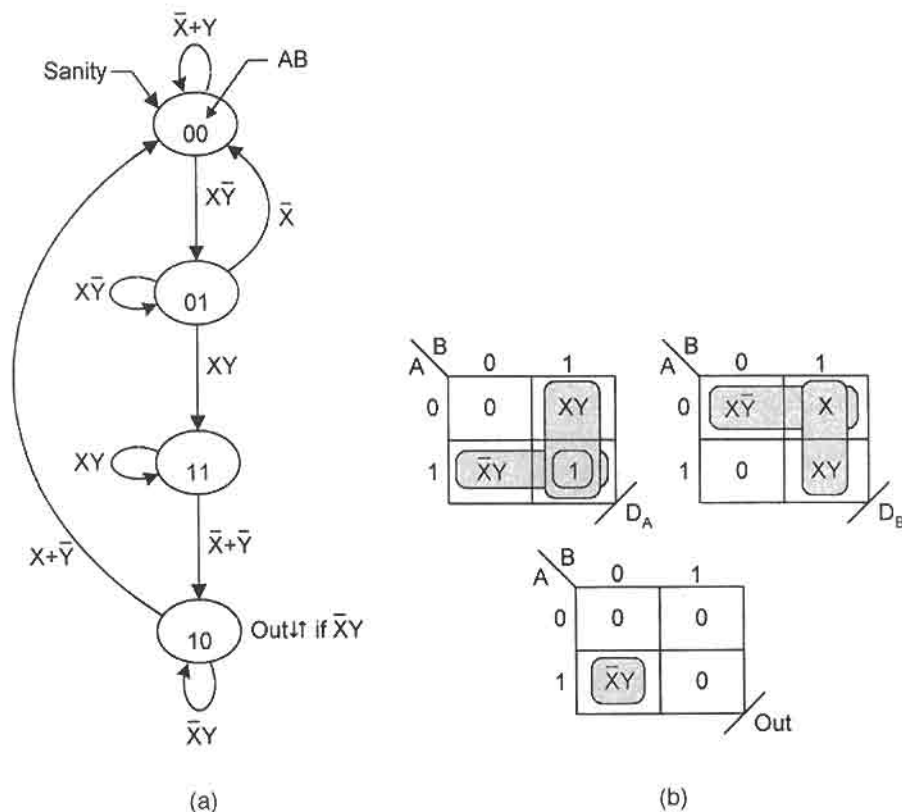 X̄+Y
Sanity
AB
00
XȲ
X̄
XȲ
01
XY
XY
11
X+Ȳ
X̄+Ȳ
10
Out↓↑ if X̄Y
X̄Y
(a)
B
A
0 1
0 0 XY
1 X̄Y 1
D_A
B
A
0 1
0 XȲ X
1 0 XY
D_B
B
A
0 1
0 0 0
1 X̄Y 0
Out
(b)